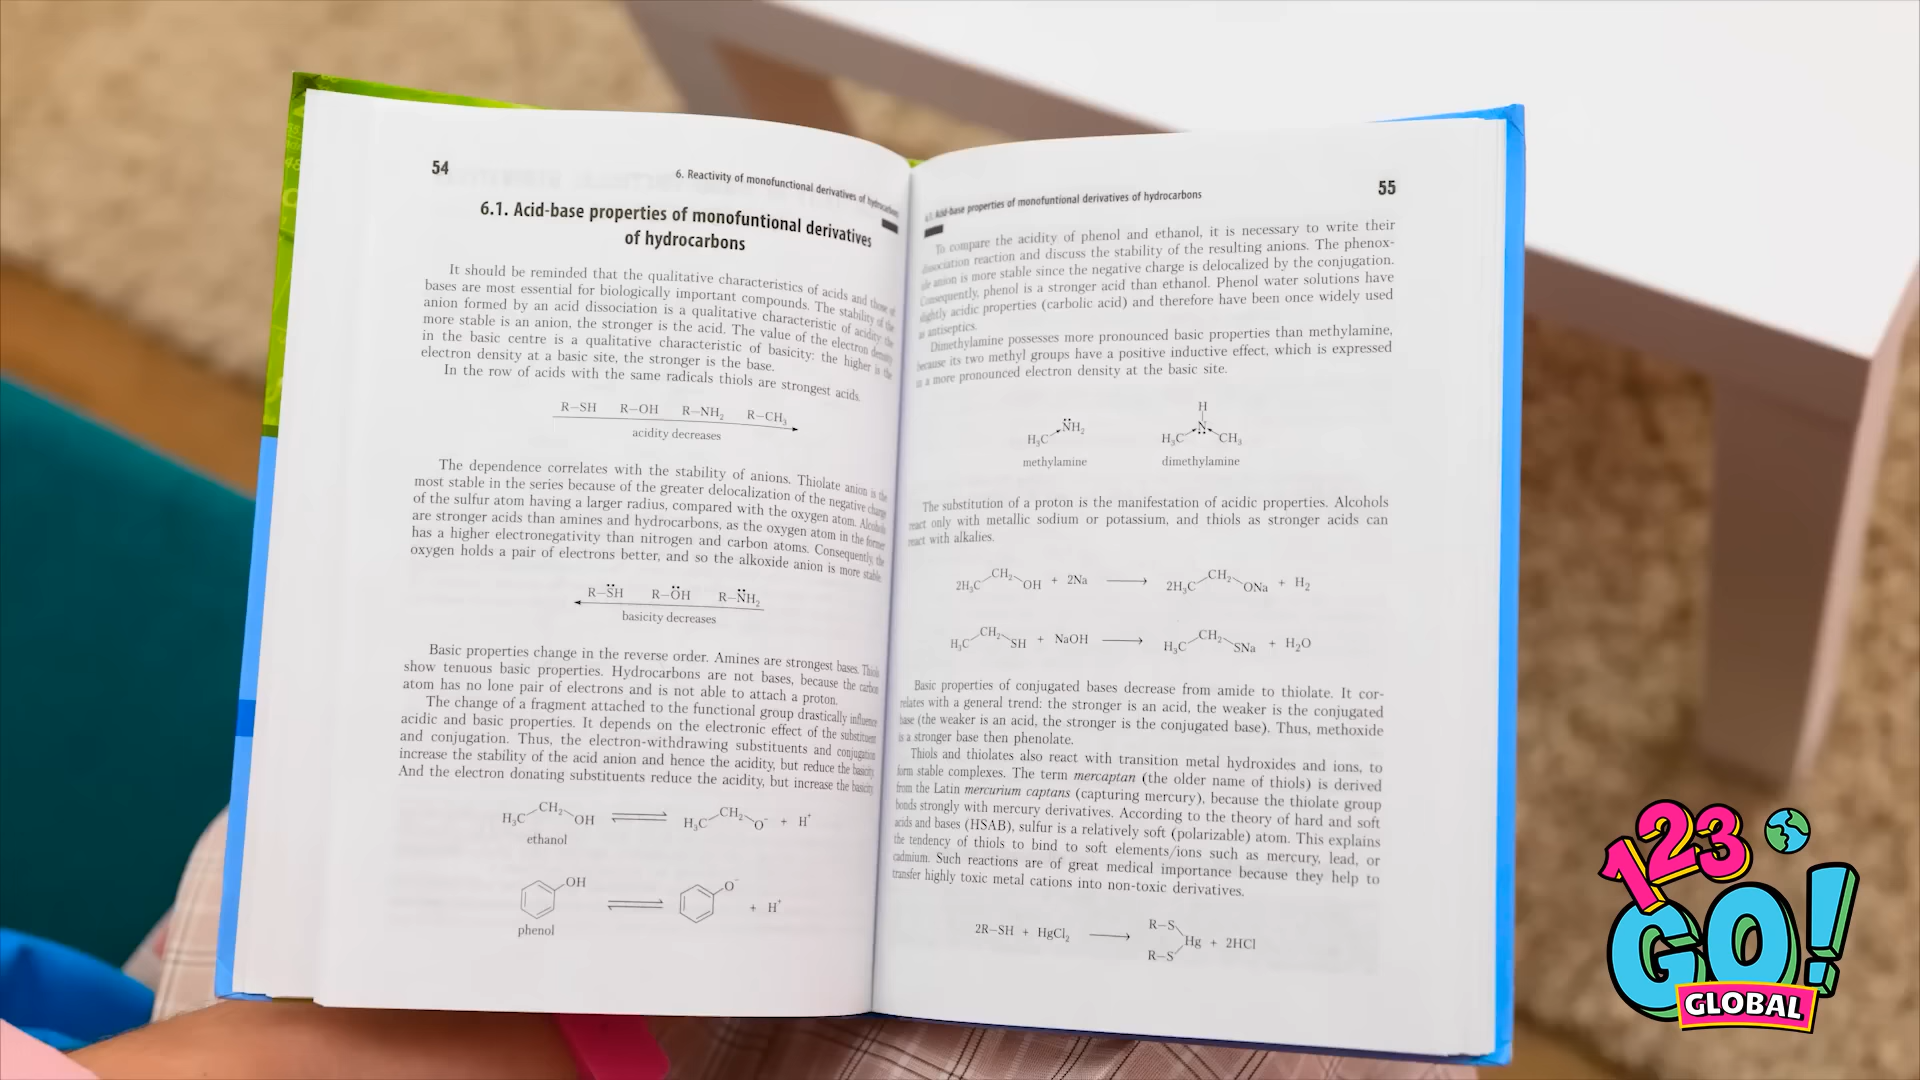 54
6. Reactivity of monofunctional derivatives of hydrocarbons
6.1. Acid-base properties of monofuntional derivatives
of hydrocarbons
It should be reminded that the qualitative characteristics of acids and those of
bases are most essential for biologically important compounds. The stability of the
anion formed by an acid dissociation is a qualitative characteristic of acidity: the
more stable is an anion, the stronger is the acid. The value of the electron density
in the basic centre is a qualitative characteristic of basicity: the higher is the
electron density at a basic site, the stronger is the base.
In the row of acids with the same radicals thiols are strongest acids.
R–SH R–OH R–NH₂ R–CH₃
acidity decreases
The dependence correlates with the stability of anions. Thiolate anion is the
most stable in the series because of the greater delocalization of the negative charge
of the sulfur atom having a larger radius, compared with the oxygen atom. Alcohols
are stronger acids than amines and hydrocarbons, as the oxygen atom in the former
has a higher electronegativity than nitrogen and carbon atoms. Consequently, the
oxygen holds a pair of electrons better, and so the alkoxide anion is more stable.
R–S̈H R–ÖH R–N̈H₂
basicity decreases
Basic properties change in the reverse order. Amines are strongest bases. Thiols
show tenuous basic properties. Hydrocarbons are not bases, because the carbon
atom has no lone pair of electrons and is not able to attach a proton.
The change of a fragment attached to the functional group drastically influence
acidic and basic properties. It depends on the electronic effect of the substituent
and conjugation. Thus, the electron-withdrawing substituents and conjugation
increase the stability of the acid anion and hence the acidity, but reduce the basicity.
And the electron donating substituents reduce the acidity, but increase the basicity.
H₃C CH₂ OH ⇌ H₃C CH₂ O⁻ + H⁺
ethanol
OH ⇌ O⁻ + H⁺
phenol
55
6.1. Acid-base properties of monofuntional derivatives of hydrocarbons
To compare the acidity of phenol and ethanol, it is necessary to write their
dissociation reaction and discuss the stability of the resulting anions. The phenox-
ide anion is more stable since the negative charge is delocalized by the conjugation.
Consequently, phenol is a stronger acid than ethanol. Phenol water solutions have
slightly acidic properties (carbolic acid) and therefore have been once widely used
as antiseptics.
Dimethylamine possesses more pronounced basic properties than methylamine,
because its two methyl groups have a positive inductive effect, which is expressed
in a more pronounced electron density at the basic site.
H₃C N̈H₂ H₃C N H CH₃
methylamine dimethylamine
The substitution of a proton is the manifestation of acidic properties. Alcohols
react only with metallic sodium or potassium, and thiols as stronger acids can
react with alkalies.
2H₃C CH₂ OH + 2Na → 2H₃C CH₂ ONa + H₂
H₃C CH₂ SH + NaOH → H₃C CH₂ SNa + H₂O
Basic properties of conjugated bases decrease from amide to thiolate. It cor-
relates with a general trend: the stronger is an acid, the weaker is the conjugated
base (the weaker is an acid, the stronger is the conjugated base). Thus, methoxide
is a stronger base then phenolate.
Thiols and thiolates also react with transition metal hydroxides and ions, to
form stable complexes. The term mercaptan (the older name of thiols) is derived
from the Latin mercurium captans (capturing mercury), because the thiolate group
bonds strongly with mercury derivatives. According to the theory of hard and soft
acids and bases (HSAB), sulfur is a relatively soft (polarizable) atom. This explains
the tendency of thiols to bind to soft elements/ions such as mercury, lead, or
cadmium. Such reactions are of great medical importance because they help to
transfer highly toxic metal cations into non-toxic derivatives.
2R–SH + HgCl₂ → R–S R–S Hg + 2HCl
123
GO!
GLOBAL